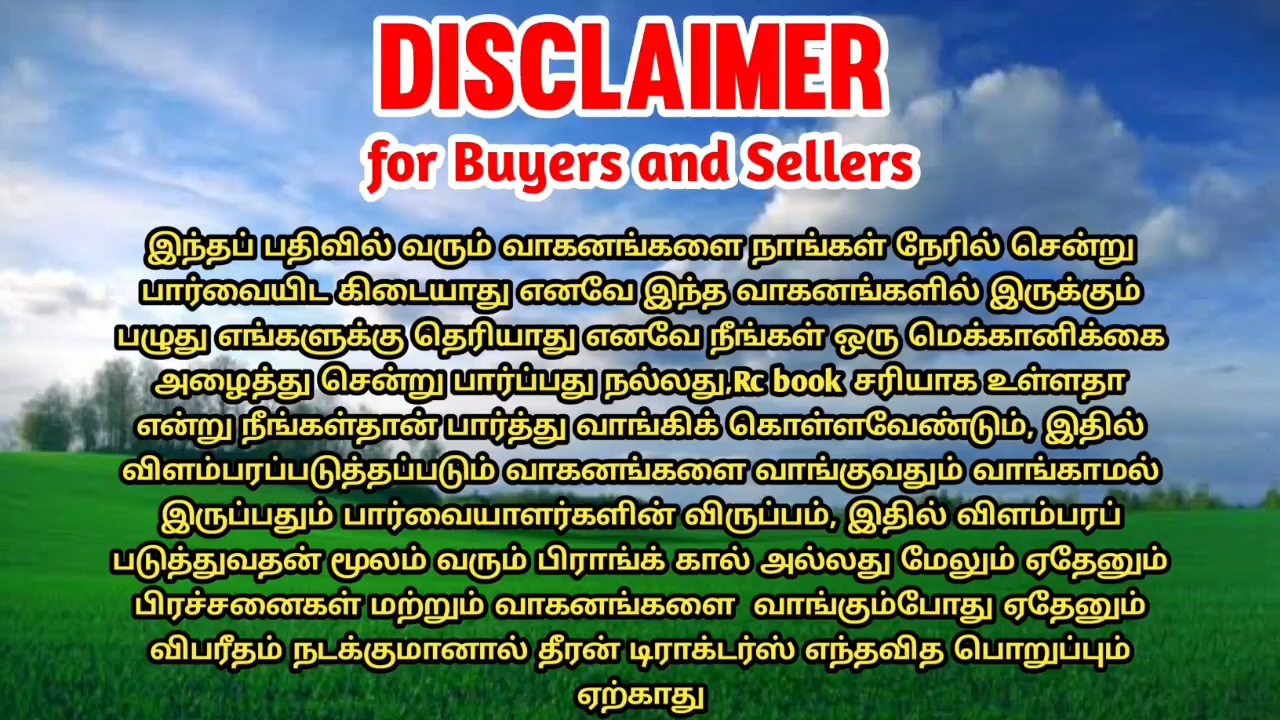 DISCLAIMER
for Buyers and Sellers
இந்தப் பதிவில் வரும் வாகனங்களை நாங்கள் நேரில் சென்று
பார்வையிட கிடையாது எனவே இந்த வாகனங்களில் இருக்கும்
பழுது எங்களுக்கு தெரியாது எனவே நீங்கள் ஒரு மெக்கானிக்கை
அழைத்து சென்று பார்ப்பது நல்லது,Rc book சரியாக உள்ளதா
என்று நீங்கள்தான் பார்த்து வாங்கிக் கொள்ளவேண்டும், இதில்
விளம்பரப்படுத்தப்படும் வாகனங்களை வாங்குவதும் வாங்காமல்
இருப்பதும் பார்வையாளர்களின் விருப்பம், இதில் விளம்பரப்
படுத்துவதன் மூலம் வரும் பிராங்க் கால் அல்லது மேலும் ஏதேனும்
பிரச்சனைகள் மற்றும் வாகனங்களை வாங்கும்போது ஏதேனும்
விபரீதம் நடக்குமானால் தீரன் டிராக்டர்ஸ் எந்தவித பொறுப்பும்
ஏற்காது